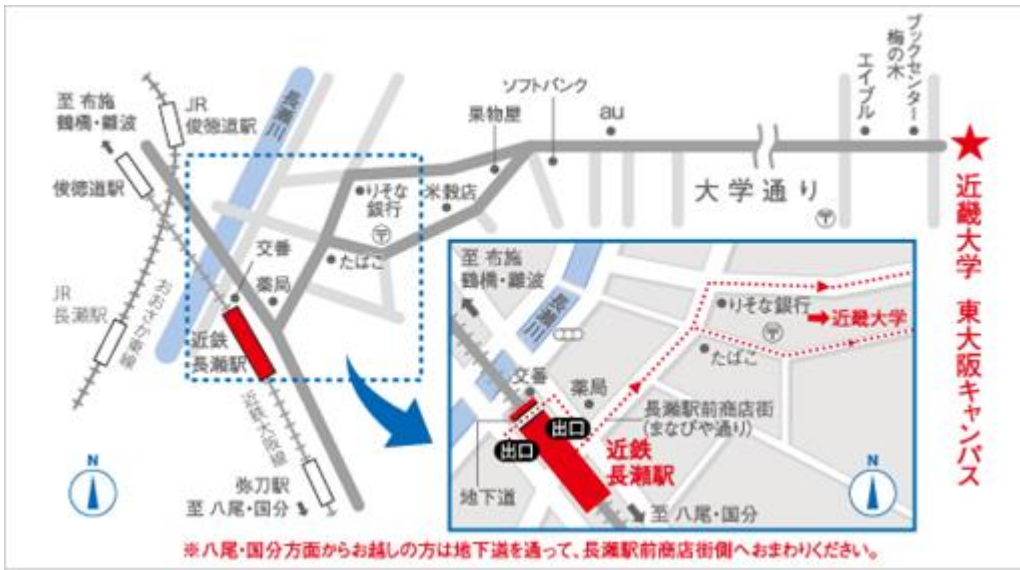 至 布施
鶴橋・難波
JR
俊徳道駅
俊徳道駅
長瀬川
JR
長瀬駅
おおさか東線
交番
薬局
近鉄
長瀬駅
近鉄大阪線
弥刀駅
至 八尾・国分
N
りそな
銀行
〒
たばこ
米穀店
果物屋
ソフトバンク
au
大学通り
〒
エイブル
ブックセンター
梅の木
★
近畿大学 東大阪キャンパス
至 布施
鶴橋・難波
長瀬川
りそな銀行
〒
近畿大学
たばこ
交番
薬局
長瀬駅前商店街
(まなびや通り)
出口
出口
近鉄
長瀬駅
地下道
至 八尾・国分
N
※八尾・国分方面からお越しの方は地下道を通って、長瀬駅前商店街側へおまわりください。